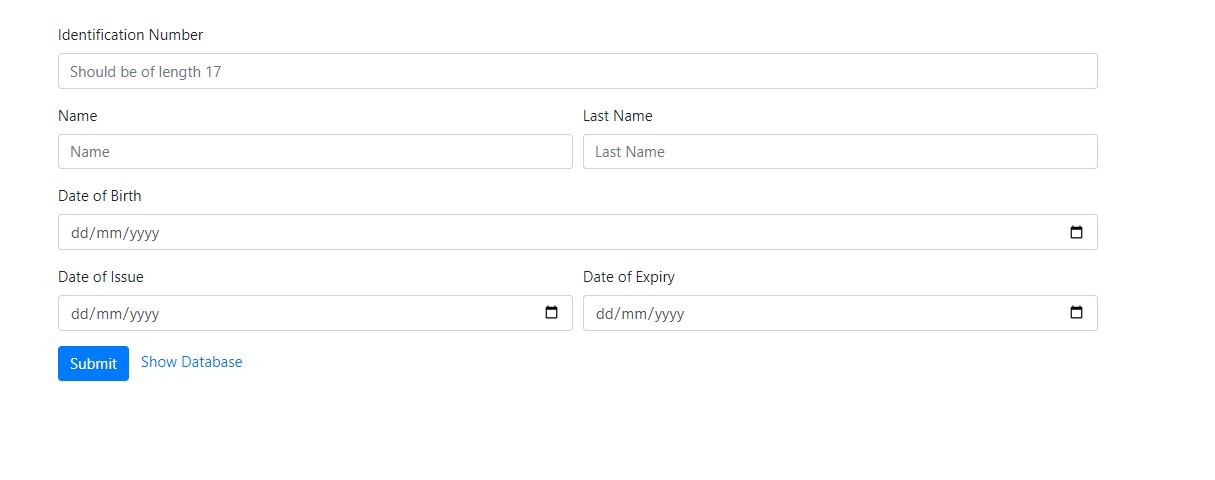 Identification Number
Should be of length 17
Name Last Name
Name Last Name
Date of Birth
dd/mm/yyyy
Date of Issue Date of Expiry
dd/mm/yyyy dd/mm/yyyy
Submit Show Database